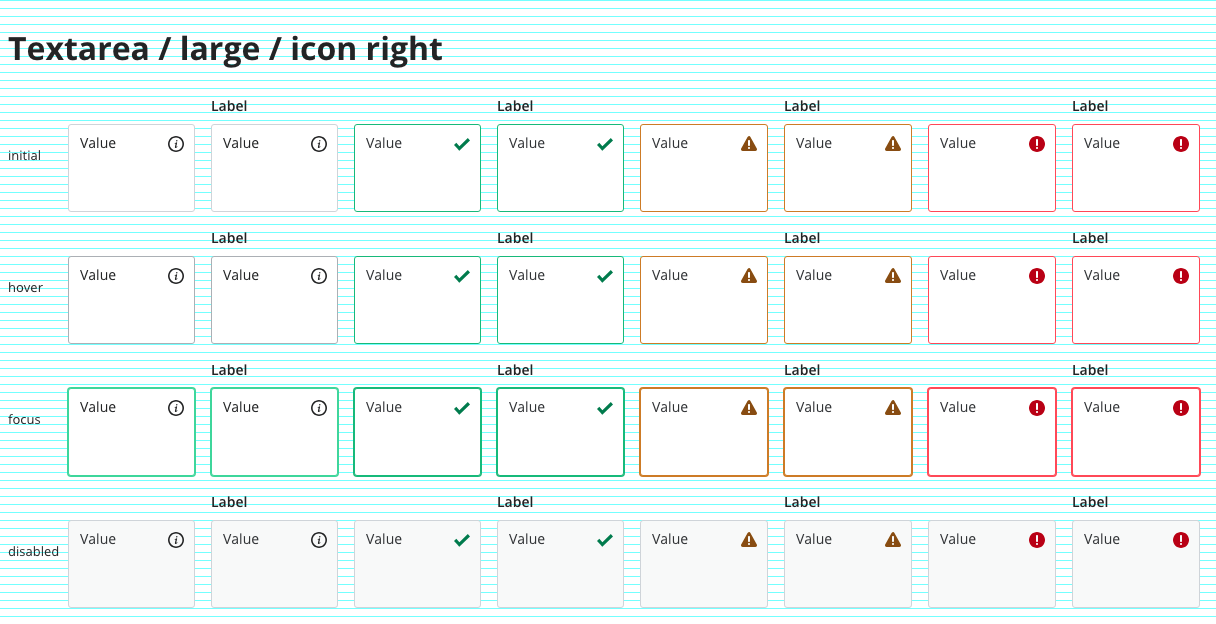 Textarea / large / icon right
Label Label Label Label
initial Value Value Value Value Value Value Value Value
Label Label Label Label
hover Value Value Value Value Value Value Value Value
Label Label Label Label
focus Value Value Value Value Value Value Value Value
Label Label Label Label
disabled Value Value Value Value Value Value Value Value